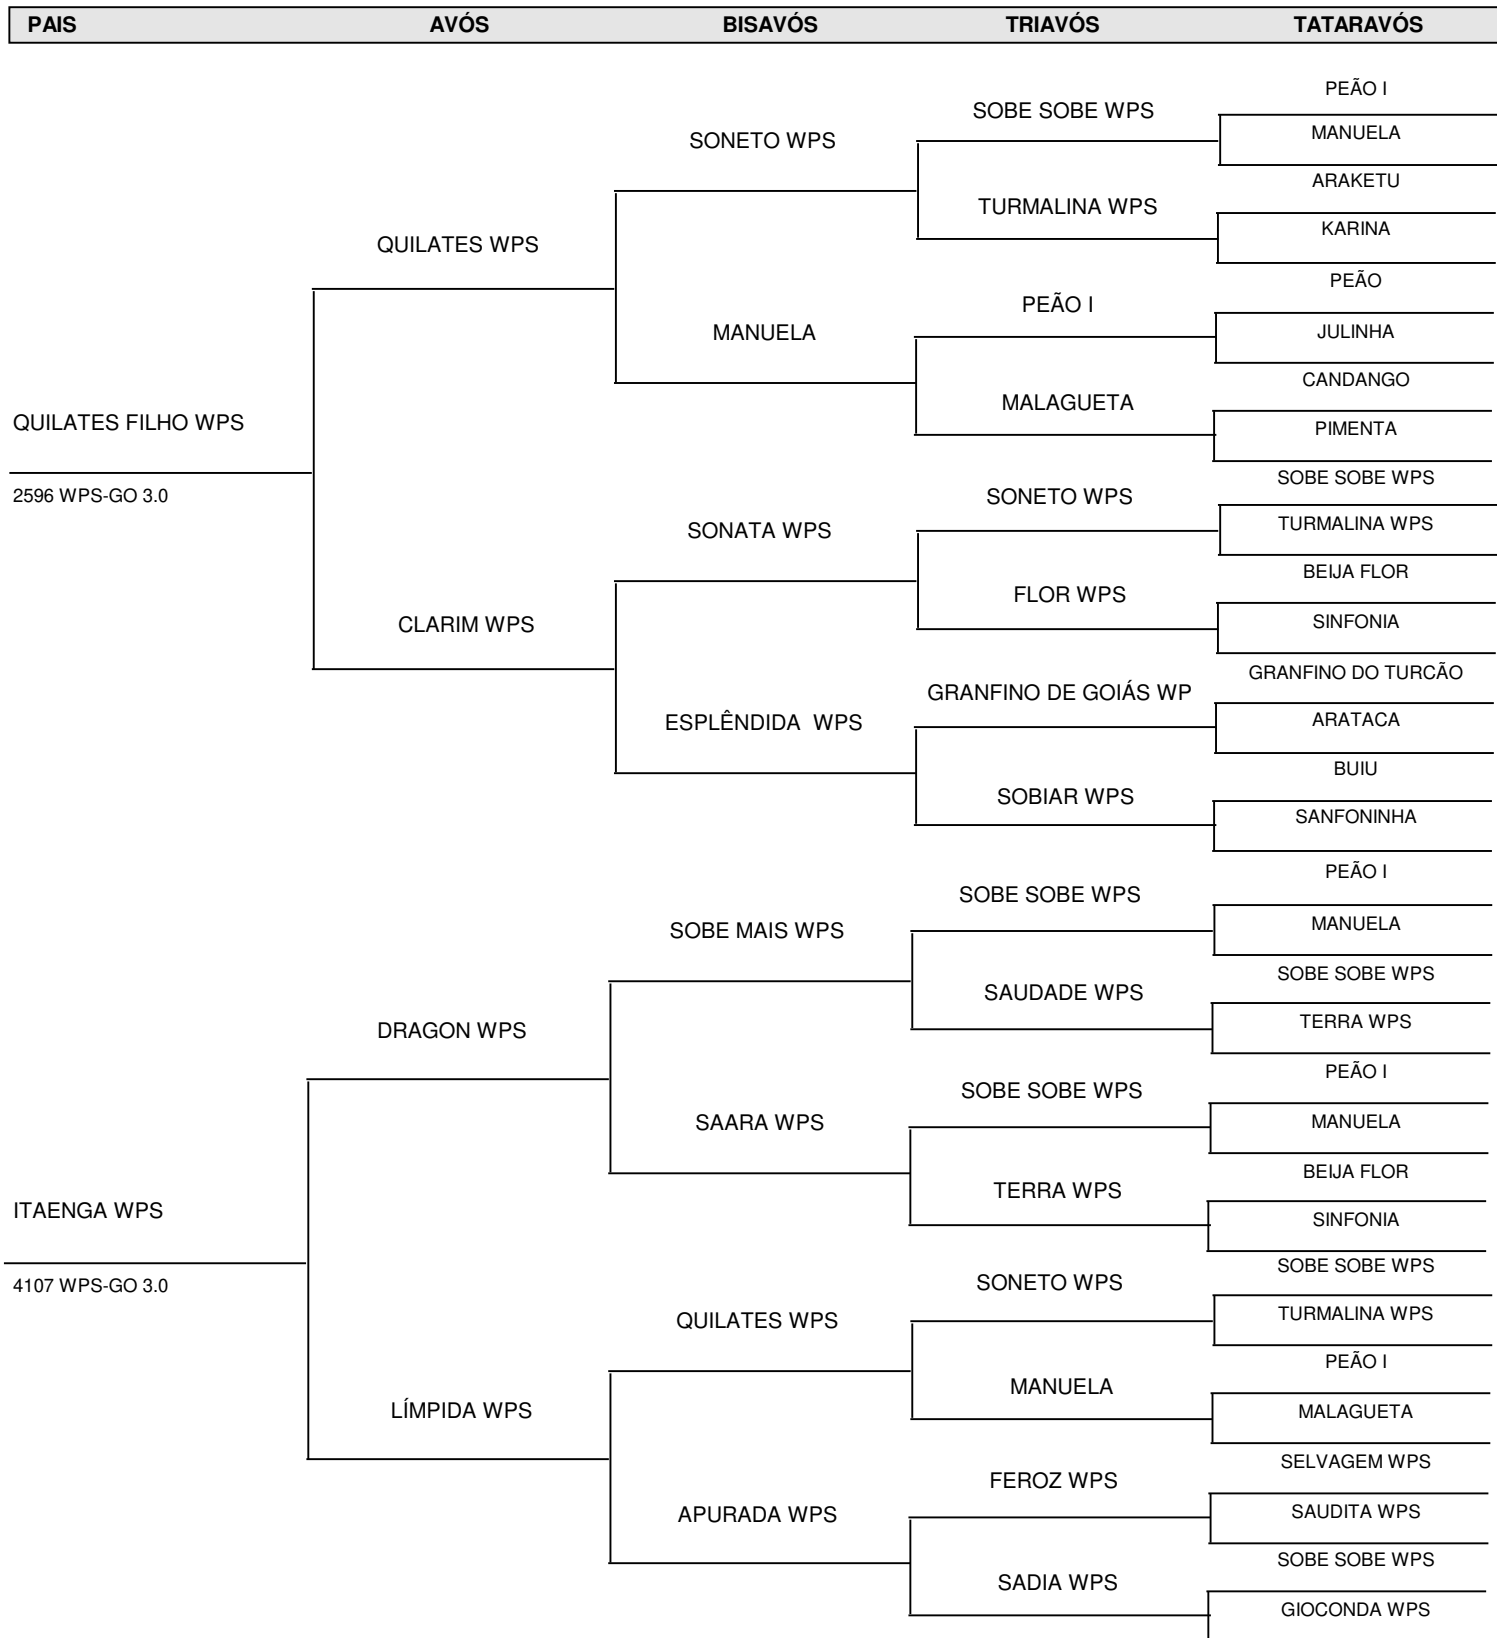 PAIS AVÓS BISAVÓS TRIAVÓS TATARAVÓS
PEÃO I
SOBE SOBE WPS
MANUELA
SONETO WPS
ARAKETU
TURMALINA WPS
KARINA
QUILATES WPS
PEÃO
PEÃO I
JULINHA
MANUELA
CANDANGO
MALAGUETA
QUILATES FILHO WPS
PIMENTA
SOBE SOBE WPS
2596 WPS-GO 3.0
SONETO WPS
TURMALINA WPS
SONATA WPS
BEIJA FLOR
FLOR WPS
SINFONIA
CLARIM WPS
GRANFINO DO TURCÃO
GRANFINO DE GOIÁS WP
ARATACA
ESPLÊNDIDA WPS
BUIU
SOBIAR WPS
SANFONINHA
PEÃO I
SOBE SOBE WPS
MANUELA
SOBE MAIS WPS
SOBE SOBE WPS
SAUDADE WPS
TERRA WPS
DRAGON WPS
PEÃO I
SOBE SOBE WPS
MANUELA
SAARA WPS
BEIJA FLOR
TERRA WPS
ITAENGA WPS
SINFONIA
SOBE SOBE WPS
4107 WPS-GO 3.0
SONETO WPS
TURMALINA WPS
QUILATES WPS
PEÃO I
MANUELA
LÍMPIDA WPS
MALAGUETA
SELVAGEM WPS
FEROZ WPS
SAUDITA WPS
APURADA WPS
SOBE SOBE WPS
SADIA WPS
GIOCONDA WPS